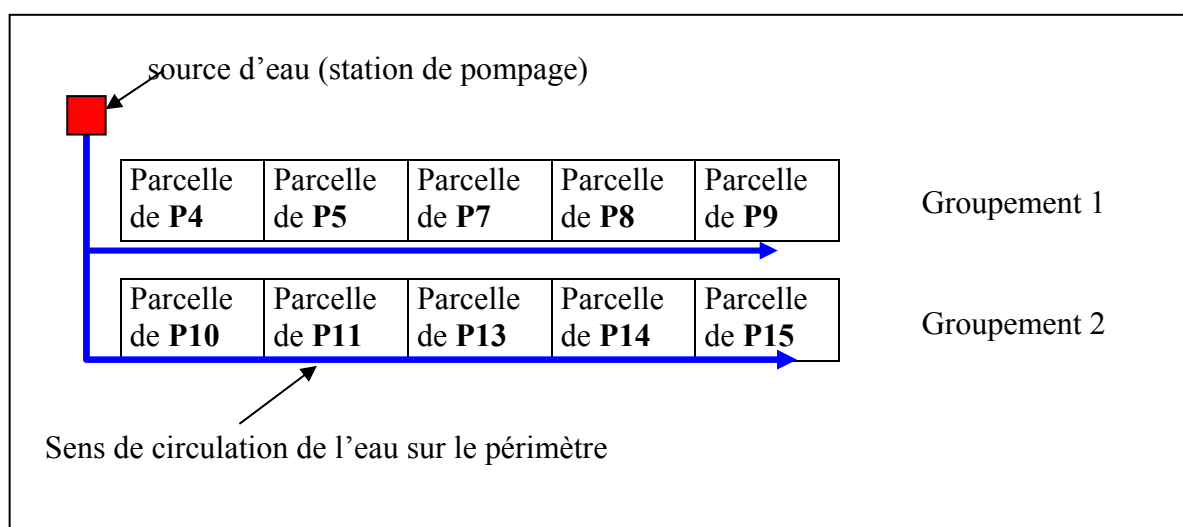 source d’eau (station de pompage)
Parcelle de P4
Parcelle de P5
Parcelle de P7
Parcelle de P8
Parcelle de P9
Groupement 1
Parcelle de P10
Parcelle de P11
Parcelle de P13
Parcelle de P14
Parcelle de P15
Groupement 2
Sens de circulation de l’eau sur le périmètre